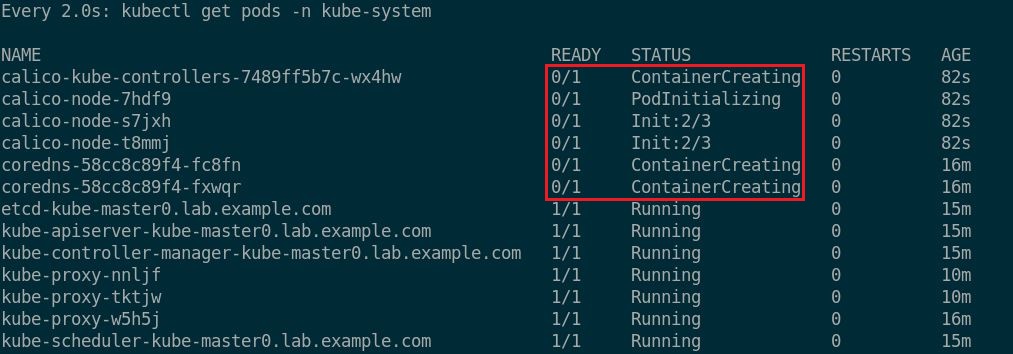 Every 2.0s: kubectl get pods -n kube-system
NAME READY STATUS RESTARTS AGE
calico-kube-controllers-7489ff5b7c-wx4hw 0/1 ContainerCreating 0 82s
calico-node-7hdf9 0/1 PodInitializing 0 82s
calico-node-s7jxh 0/1 Init:2/3 0 82s
calico-node-t8mmj 0/1 Init:2/3 0 82s
coredns-58cc8c89f4-fc8fn 0/1 ContainerCreating 0 16m
coredns-58cc8c89f4-fxwqr 0/1 ContainerCreating 0 16m
etcd-kube-master0.lab.example.com 1/1 Running 0 15m
kube-apiserver-kube-master0.lab.example.com 1/1 Running 0 15m
kube-controller-manager-kube-master0.lab.example.com 1/1 Running 0 15m
kube-proxy-nnljf 1/1 Running 0 10m
kube-proxy-tktjw 1/1 Running 0 10m
kube-proxy-w5h5j 1/1 Running 0 16m
kube-scheduler-kube-master0.lab.example.com 1/1 Running 0 15m